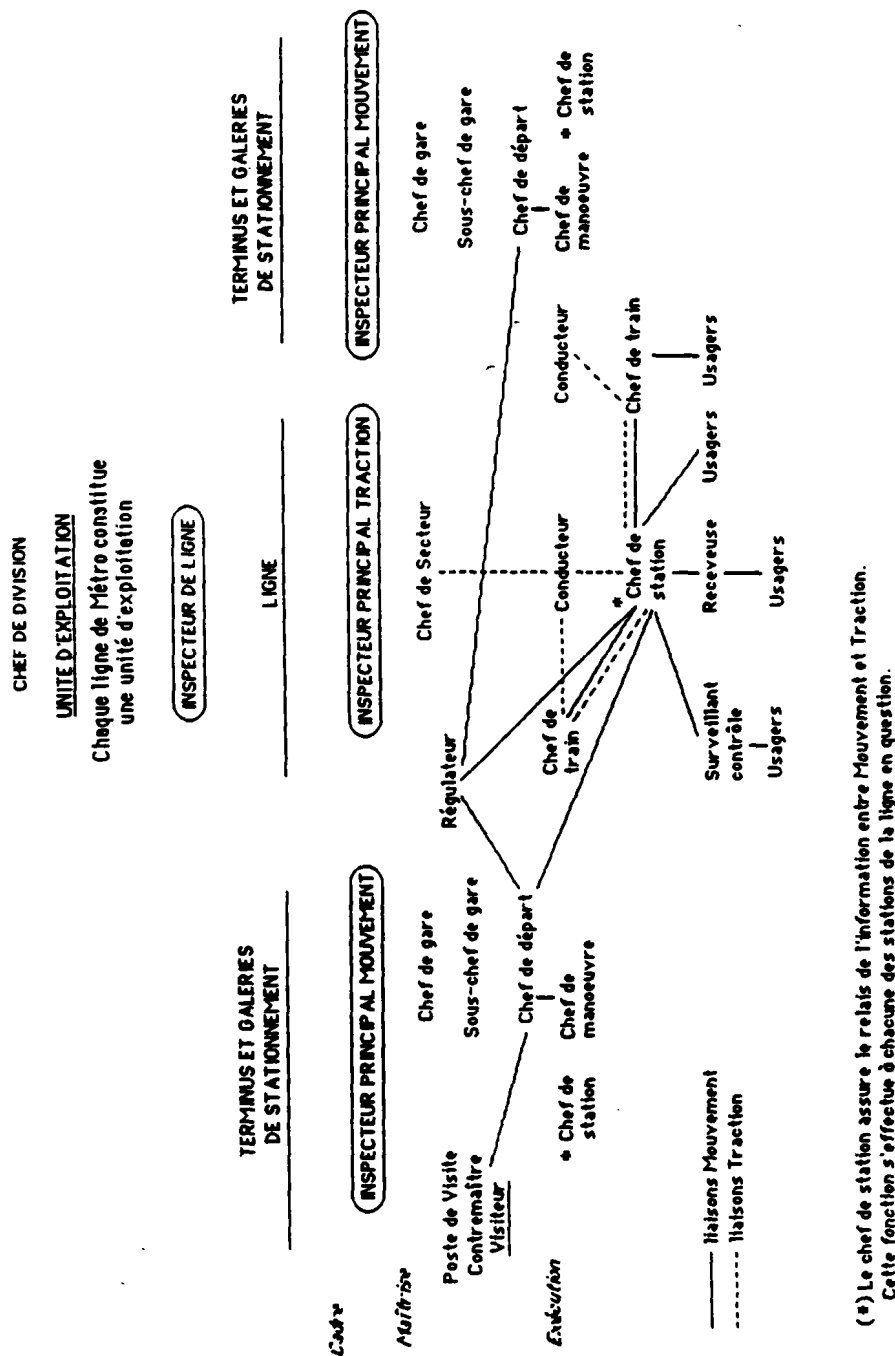 CHEF DE DIVISION
UNITE D'EXPLOITATION
Chaque ligne de Métro constitue
une unité d'exploitation
INSPECTEUR DE LIGNE
TERMINUS ET GALERIES
DE STATIONNEMENT
LIGNE
TERMINUS ET GALERIES
DE STATIONNEMENT
Cadre
INSPECTEUR PRINCIPAL MOUVEMENT
INSPECTEUR PRINCIPAL TRACTION
INSPECTEUR PRINCIPAL MOUVEMENT
Maîtrise
Chef de gare
Chef de Secteur
Chef de gare
Régulateur
Poste de Visite
Contremaître
Visiteur
Sous-chef de gare
Sous-chef de gare
Chef de départ
Chef de départ
Exécution
* Chef de
station
Chef de
manoeuvre
Chef de
train
Conducteur
Conducteur
Chef de
manoeuvre
* Chef de
station
* Chef de
station
Chef de train
Surveillant
contrôle
Receveuse
Usagers
Usagers
Usagers
Usagers
liaisons Mouvement
liaisons Traction
(*) Le chef de station assure le relais de l'information entre Mouvement et Traction.
Cette fonction s'effectue à chacune des stations de la ligne en question.